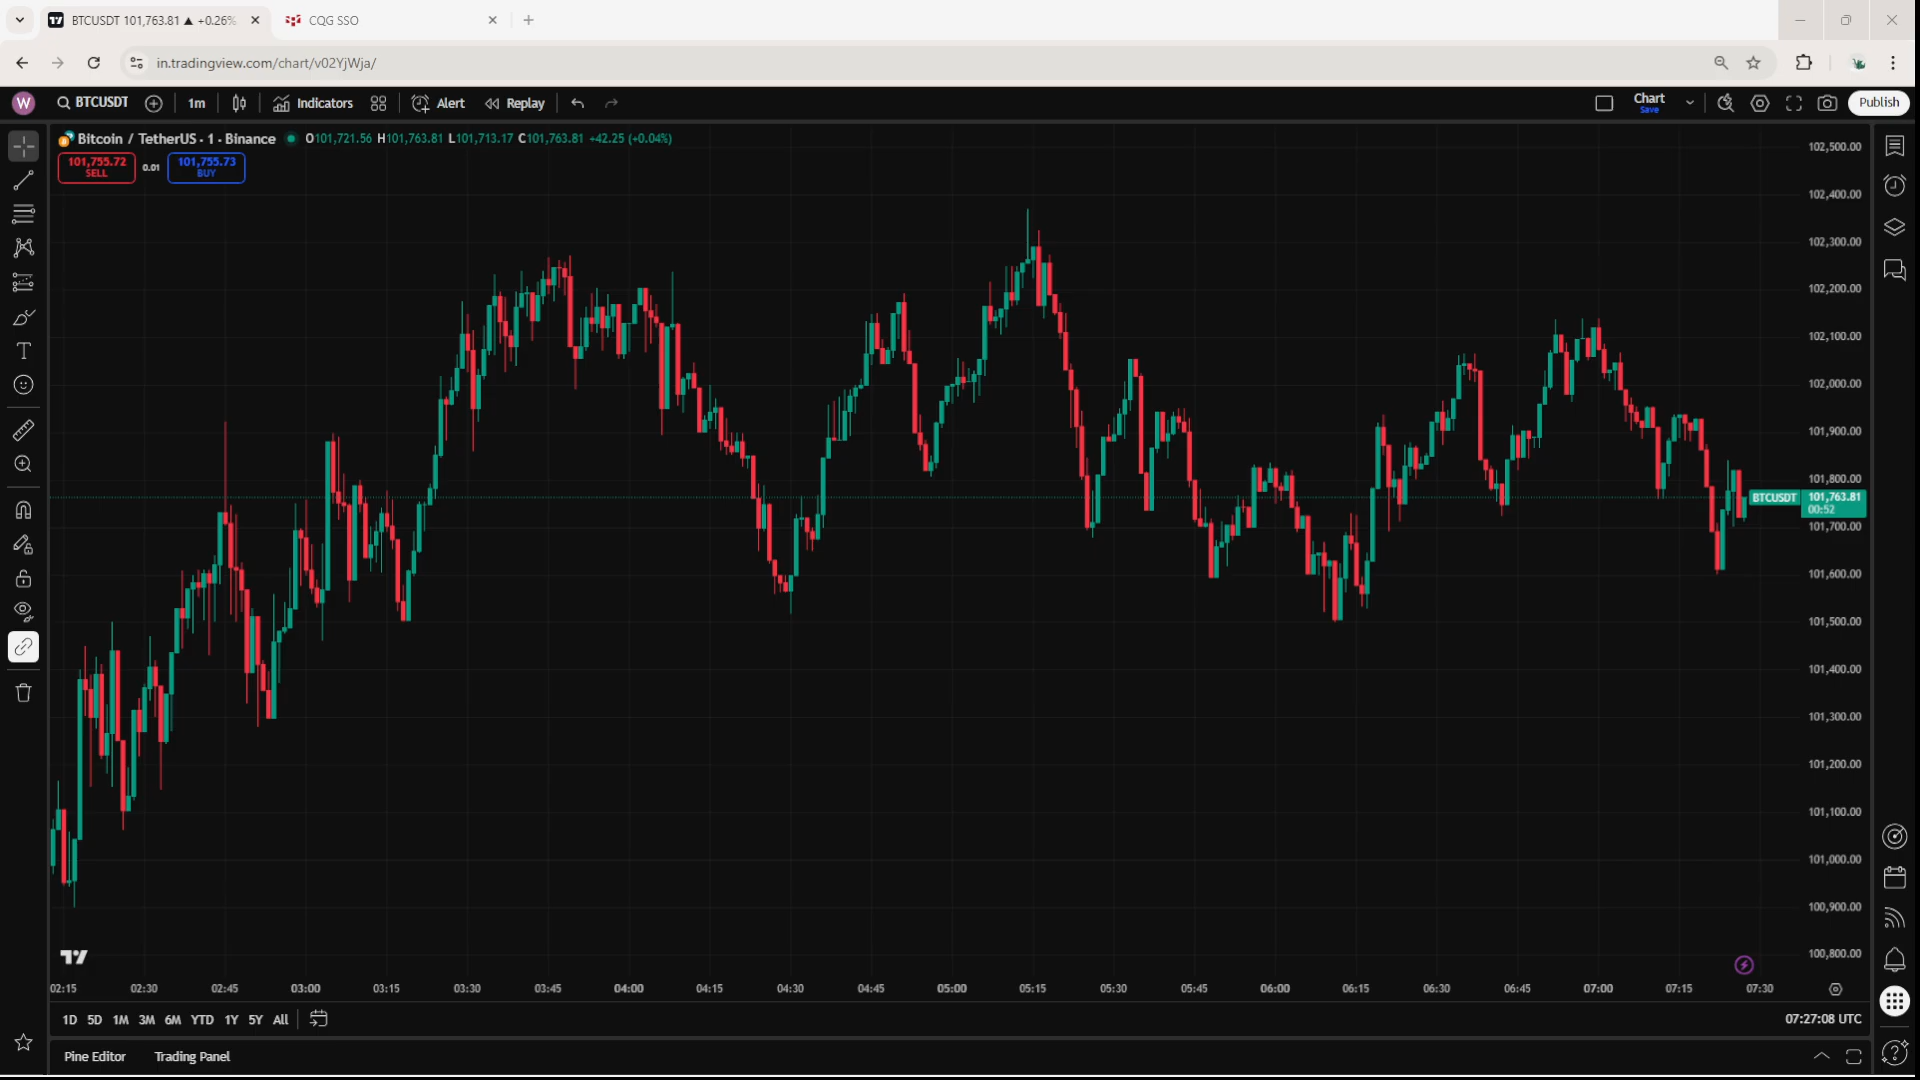 BTCUSDT 101,763.81 ▲ +0.26%
CQG SSO
in.tradingview.com/chart/v02YjWja/
W
BTCUSDT
1m
Indicators
Alert
Replay
Chart
Save
Publish
Bitcoin / TetherUS · 1 · Binance
O101,721.56 H101,763.81 L101,713.17 C101,763.81 +42.25 (+0.04%)
101,755.72
SELL
0.01
101,755.73
BUY
102,500.00
102,400.00
102,300.00
102,200.00
102,100.00
102,000.00
101,900.00
101,800.00
BTCUSDT
101,763.81
00:52
101,700.00
101,600.00
101,500.00
101,400.00
101,300.00
101,200.00
101,100.00
101,000.00
100,900.00
100,800.00
02:15 02:30 02:45 03:00 03:15 03:30 03:45 04:00 04:15 04:30 04:45 05:00 05:15 05:30 05:45 06:00 06:15 06:30 06:45 07:00 07:15 07:30
1D 5D 1M 3M 6M YTD 1Y 5Y All
07:27:08 UTC
Pine Editor
Trading Panel